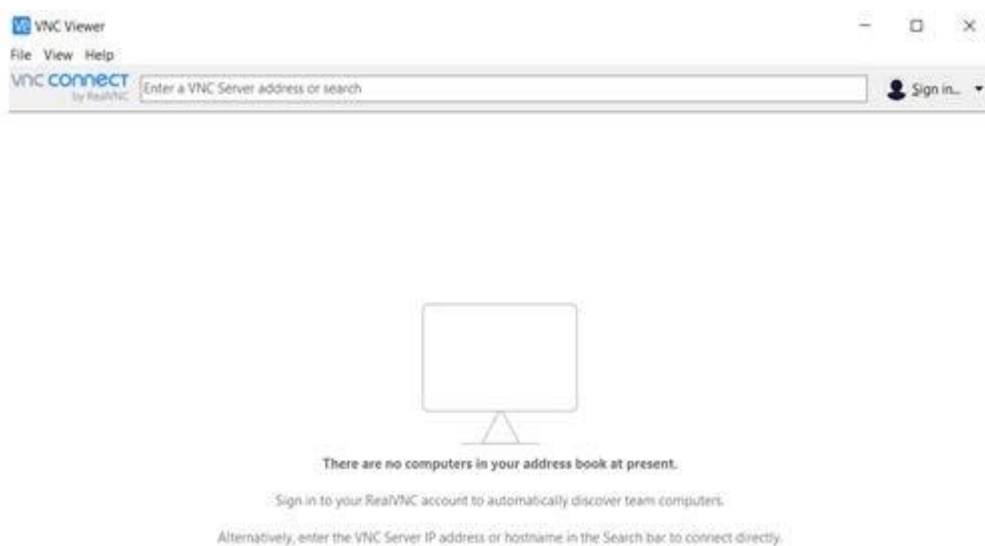 V2 VNC Viewer
File View Help
vnc connect Enter a VNC Server address or search Sign in...
by RealVNC
There are no computers in your address book at present.
Sign in to your RealVNC account to automatically discover team computers.
Alternatively, enter the VNC Server IP address or hostname in the Search bar to connect directly.